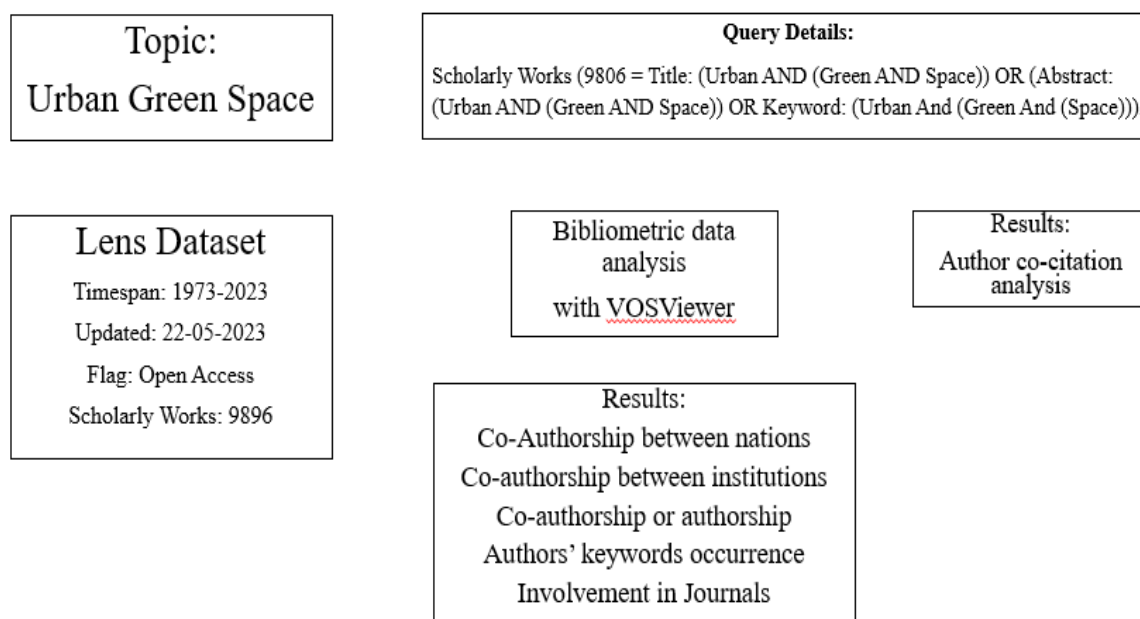 Topic:
Urban Green Space
Query Details:
Scholarly Works (9806 = Title: (Urban AND (Green AND Space)) OR (Abstract:
(Urban AND (Green AND Space)) OR Keyword: (Urban And (Green And (Space)))
Lens Dataset
Timespan: 1973-2023
Updated: 22-05-2023
Flag: Open Access
Scholarly Works: 9896
Bibliometric data
analysis
with VOSViewer
Results:
Author co-citation
analysis
Results:
Co-Authorship between nations
Co-authorship between institutions
Co-authorship or authorship
Authors’ keywords occurrence
Involvement in Journals